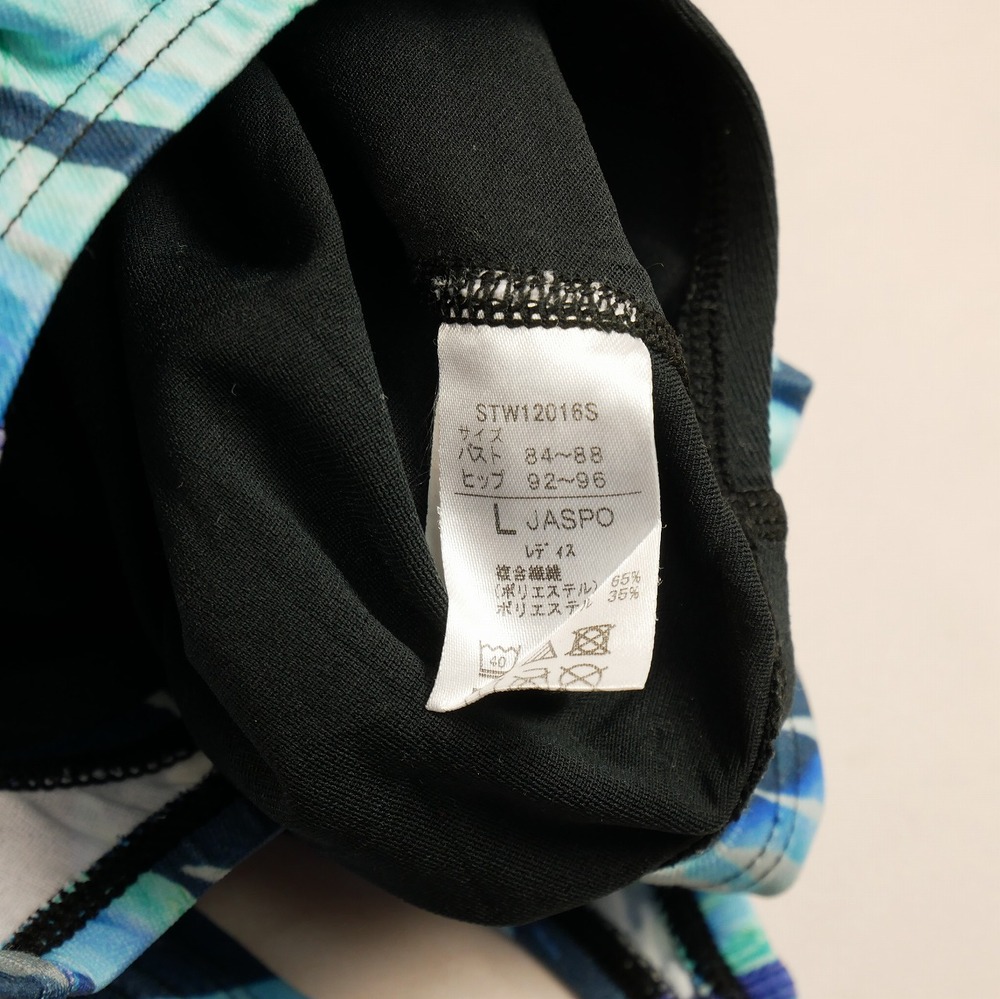 STW12016S
サイズ
バスト 84～88
ヒップ 92～96
L JASPO
レディス
複合繊維
(ポリエステル) 65%
ポリエステル 35%
40